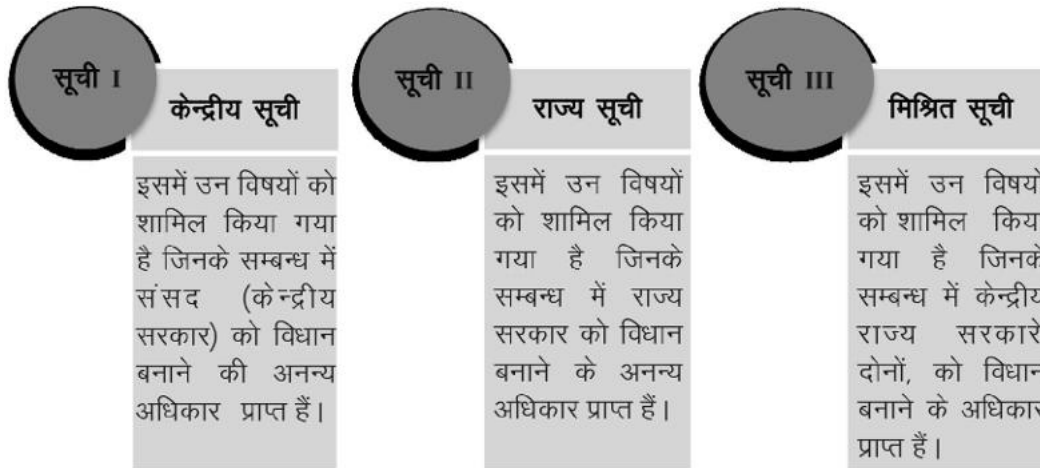 सूची I
केन्द्रीय सूची
इसमें उन विषयों को
शामिल किया गया
है जिनके सम्बन्ध में
संसद (केन्द्रीय
सरकार) को विधान
बनाने की अनन्य
अधिकार प्राप्त हैं।
सूची II
राज्य सूची
इसमें उन विषयों
को शामिल किया
गया है जिनके
सम्बन्ध में राज्य
सरकार को विधान
बनाने के अनन्य
अधिकार प्राप्त हैं।
सूची III
मिश्रित सूची
इसमें उन विषयों
को शामिल किया
गया है जिनके
सम्बन्ध में केन्द्रीय
राज्य सरकारे
दोनों, को विधान
बनाने के अधिकार
प्राप्त हैं।